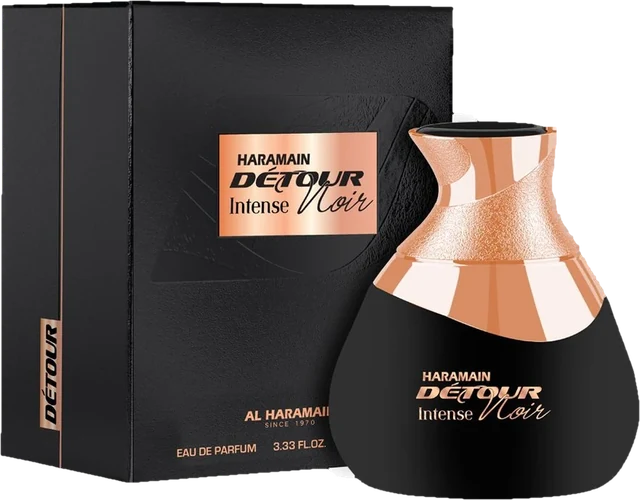 HARAMAIN
DÉTOUR
Intense Noir
DÉTOUR
AL HARAMAIN
SINCE 1970
EAU DE PARFUM 3.33 FL.OZ.
HARAMAIN
DÉTOUR
Intense Noir